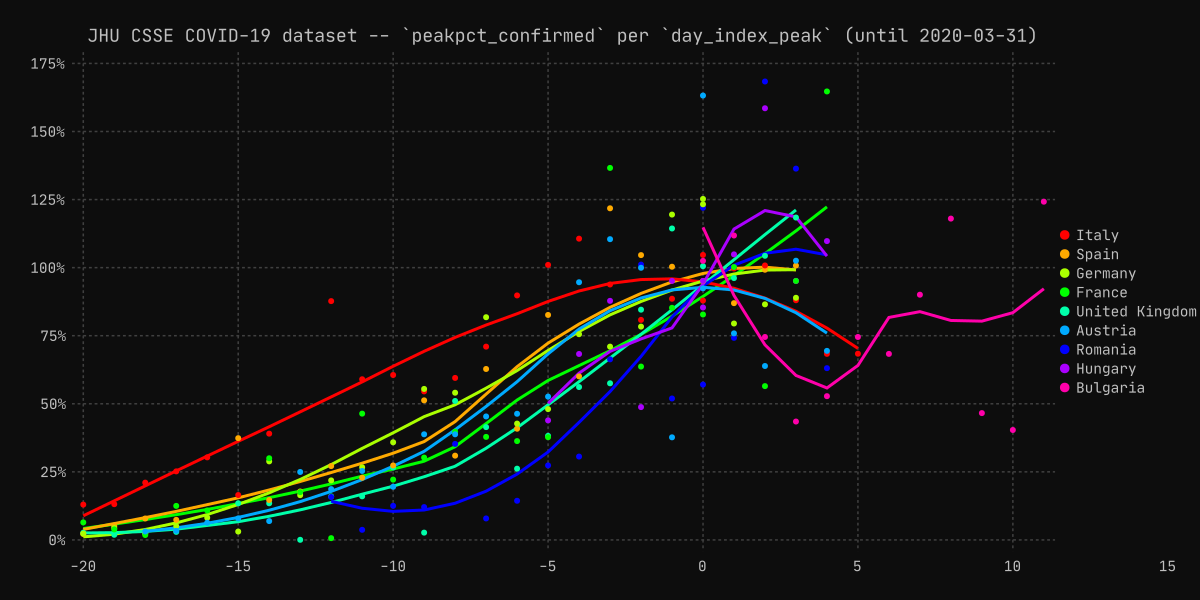 JHU CSSE COVID-19 dataset -- `peakpct_confirmed` per `day_index_peak` (until 2020-03-31)
175%
150%
125%
100%
75%
50%
25%
0%
-20
-15
-10
-5
0
5
10
15
Italy
Spain
Germany
France
United Kingdom
Austria
Romania
Hungary
Bulgaria